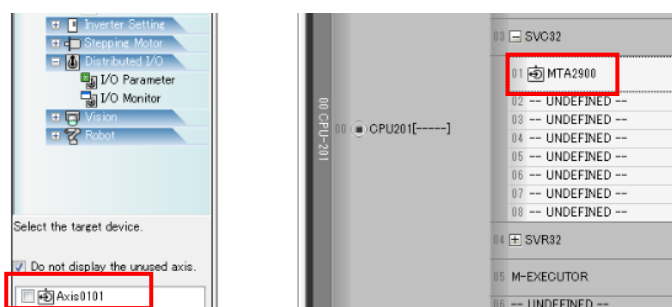 Inverter Setting
Stepping Motor
Distributed I/O
I/O Parameter
I/O Monitor
Vision
Robot
Select the target device.
Do not display the unused axis.
Axis0101
00 CPU-201
00 CPU201[-----]
03 SVC32
01 MTA2900
02 -- UNDEFINED --
03 -- UNDEFINED --
04 -- UNDEFINED --
05 -- UNDEFINED --
06 -- UNDEFINED --
07 -- UNDEFINED --
08 -- UNDEFINED --
04 SVR32
05 M-EXECUTOR
06 -- UNDEFINED --